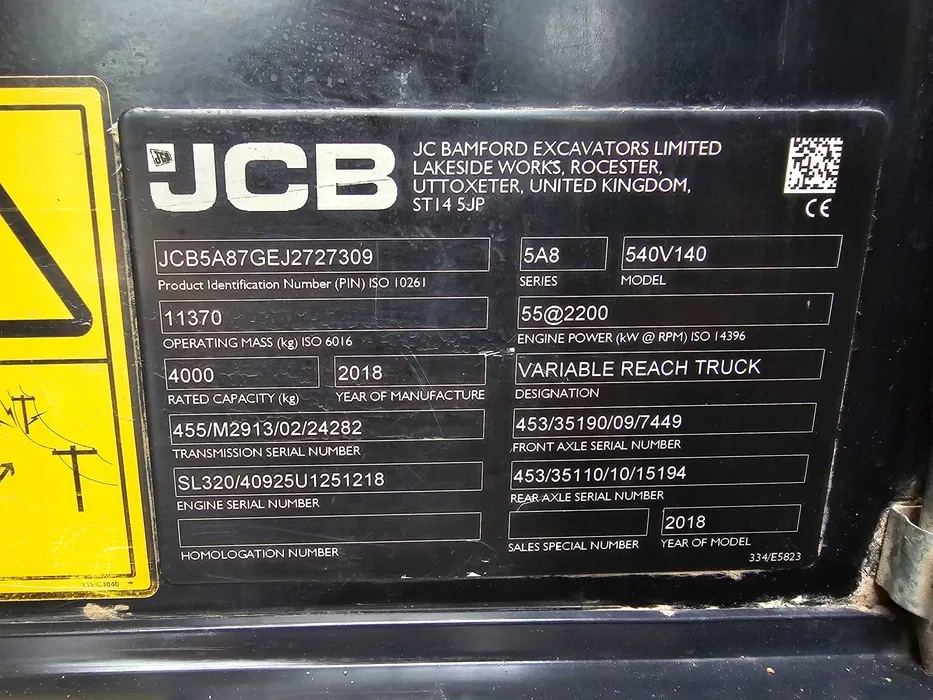 JCB
JC BAMFORD EXCAVATORS LIMITED
LAKESIDE WORKS, ROCESTER,
UTTOXETER, UNITED KINGDOM,
ST14 5JP
CE
JCB5A87GEJ2727309
Product Identification Number (PIN) ISO 10261
5A8
SERIES
540V140
MODEL
11370
OPERATING MASS (kg) ISO 6016
55@2200
ENGINE POWER (kW @ RPM) ISO 14396
4000
RATED CAPACITY (kg)
2018
YEAR OF MANUFACTURE
VARIABLE REACH TRUCK
DESIGNATION
455/M2913/02/24282
TRANSMISSION SERIAL NUMBER
453/35190/09/7449
FRONT AXLE SERIAL NUMBER
SL320/40925U1251218
ENGINE SERIAL NUMBER
453/35110/10/15194
REAR AXLE SERIAL NUMBER
HOMOLOGATION NUMBER
SALES SPECIAL NUMBER
2018
YEAR OF MODEL
334/E5823